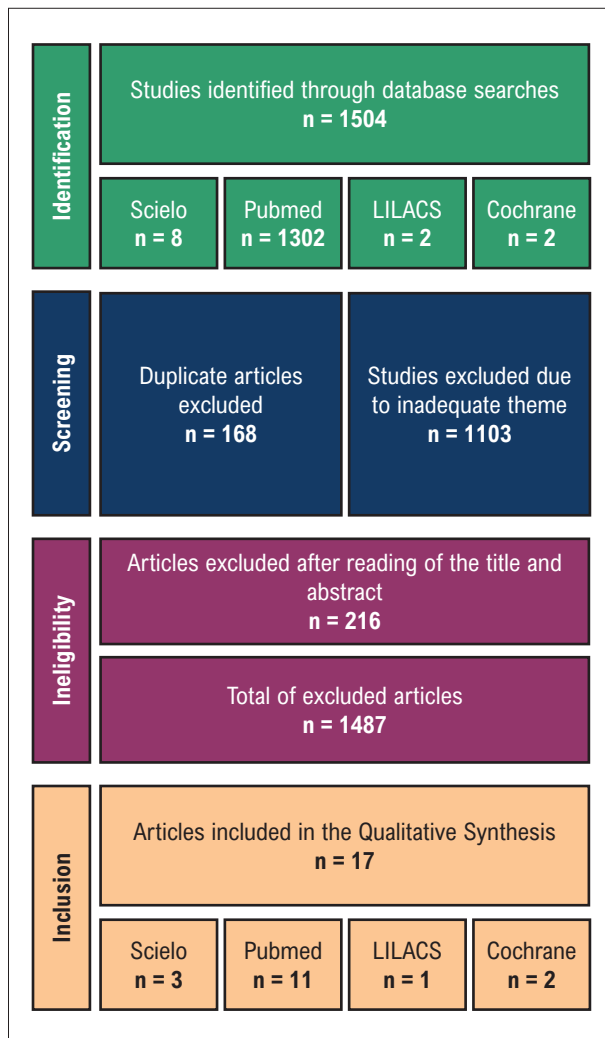 Identification
Studies identified through database searches
n = 1504
Scielo
n = 8
Pubmed
n = 1302
LILACS
n = 2
Cochrane
n = 2
Screening
Duplicate articles
excluded
n = 168
Studies excluded due
to inadequate theme
n = 1103
Ineligibility
Articles excluded after reading of the title and
abstract
n = 216
Total of excluded articles
n = 1487
Inclusion
Articles included in the Qualitative Synthesis
n = 17
Scielo
n = 3
Pubmed
n = 11
LILACS
n = 1
Cochrane
n = 2